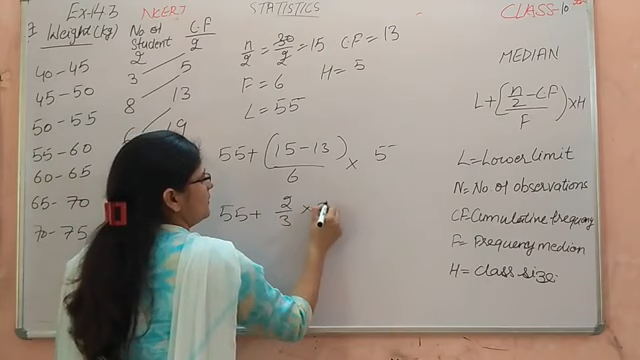 Ex-14.3 NCERT STATISTICS CLASS-10
7 Weight (kg) No of Student CF
40-45 2 2
45-50 3 5
50-55 8 13
55-60 6 19
60-65
65-70
70-75
n/2 = 30/2 = 15 CF = 13
F = 6 H = 5
L = 55
55 + (15-13)/6 × 5
55 + 2/3 ×
MEDIAN
L + (n/2 - CF / F) × H
L = Lower limit
N = No of observations
CF = Cumulative frequency
F = Frequency median
H = Class size